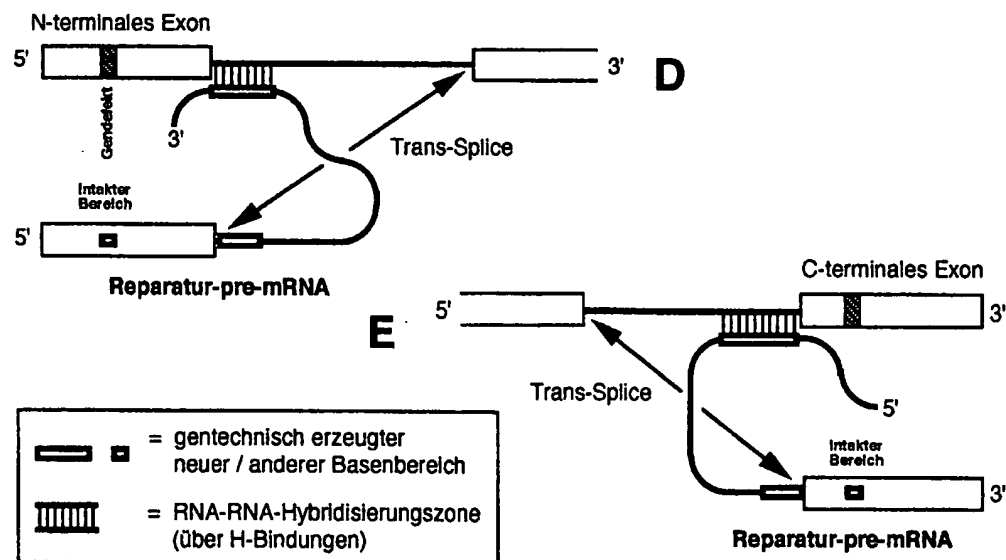 N-terminales Exon
5'
3'
D
Gendefekt
3'
Trans-Splice
Intakter
Bereich
5'
Reparatur-pre-mRNA
C-terminales Exon
5'
3'
E
Trans-Splice
5'
Intakter
Bereich
3'
Reparatur-pre-mRNA
= gentechnisch erzeugter
neuer / anderer Basenbereich
= RNA-RNA-Hybridisierungszone
(über H-Bindungen)